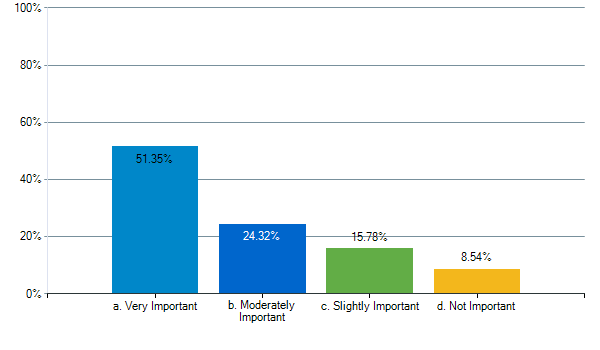 100%
80%
60%
40%
20%
0%
51.35%
24.32%
15.78%
8.54%
a. Very Important
b. Moderately
Important
c. Slightly Important
d. Not Important